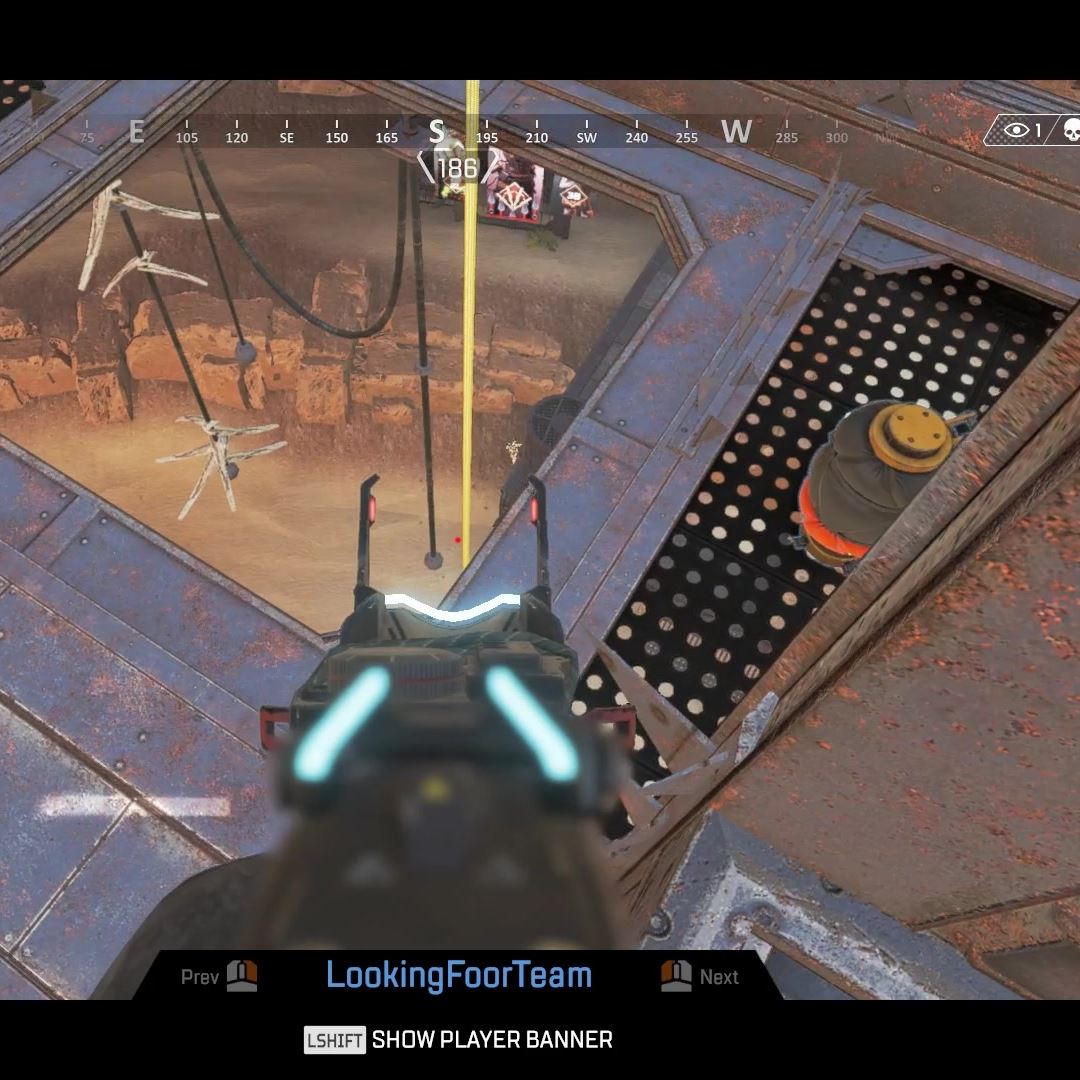 75 E 105 120 SE 150 165 S 195 210 SW 240 255 W 285 300
186
1
Prev LookingFoorTeam Next
LSHIFT SHOW PLAYER BANNER